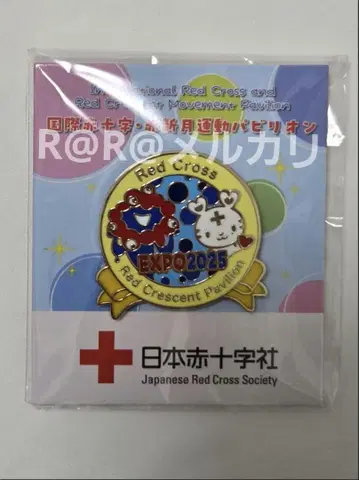 International Red Cross and
Red Crescent Movement Pavilion
国際赤十字・赤新月運動パビリオン
R@R@メルカリ
Red Cross
EXPO2025
Red Crescent Pavilion
日本赤十字社
Japanese Red Cross Society